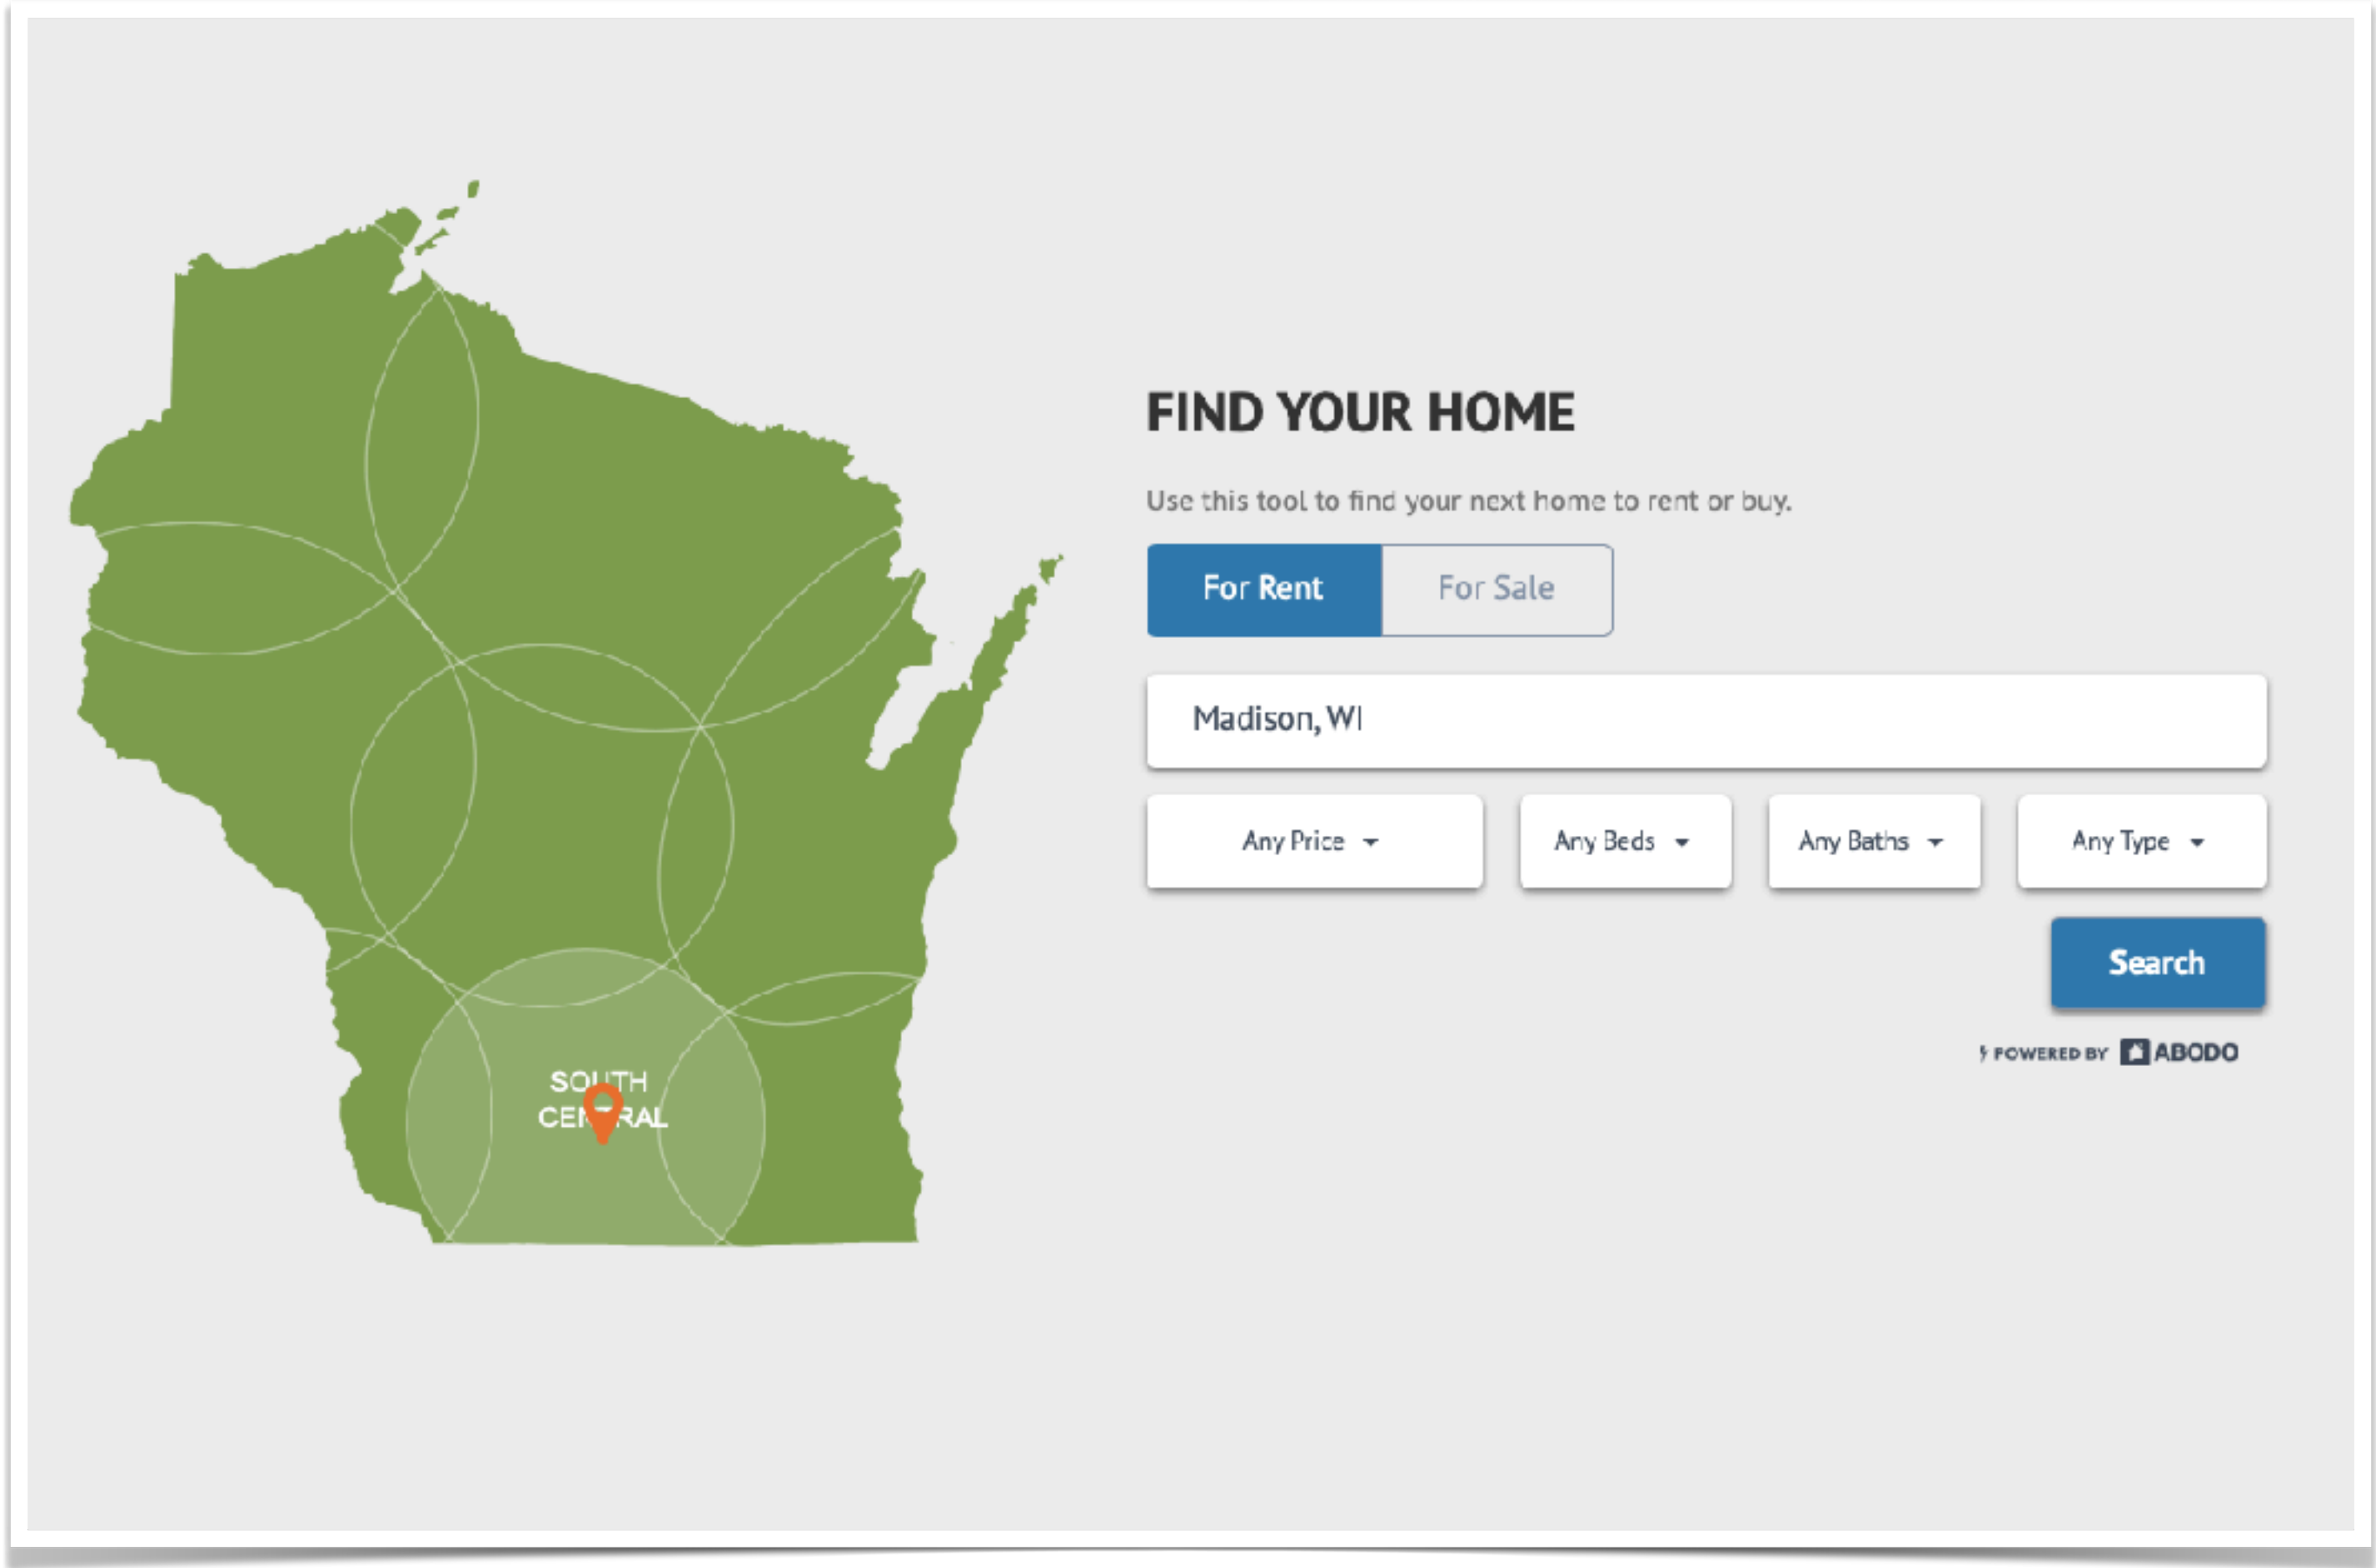 FIND YOUR HOME
Use this tool to find your next home to rent or buy.
For Rent For Sale
Madison, WI
Any Price Any Beds Any Baths Any Type
Search
POWERED BY ABODO
SOUTH
CENTRAL